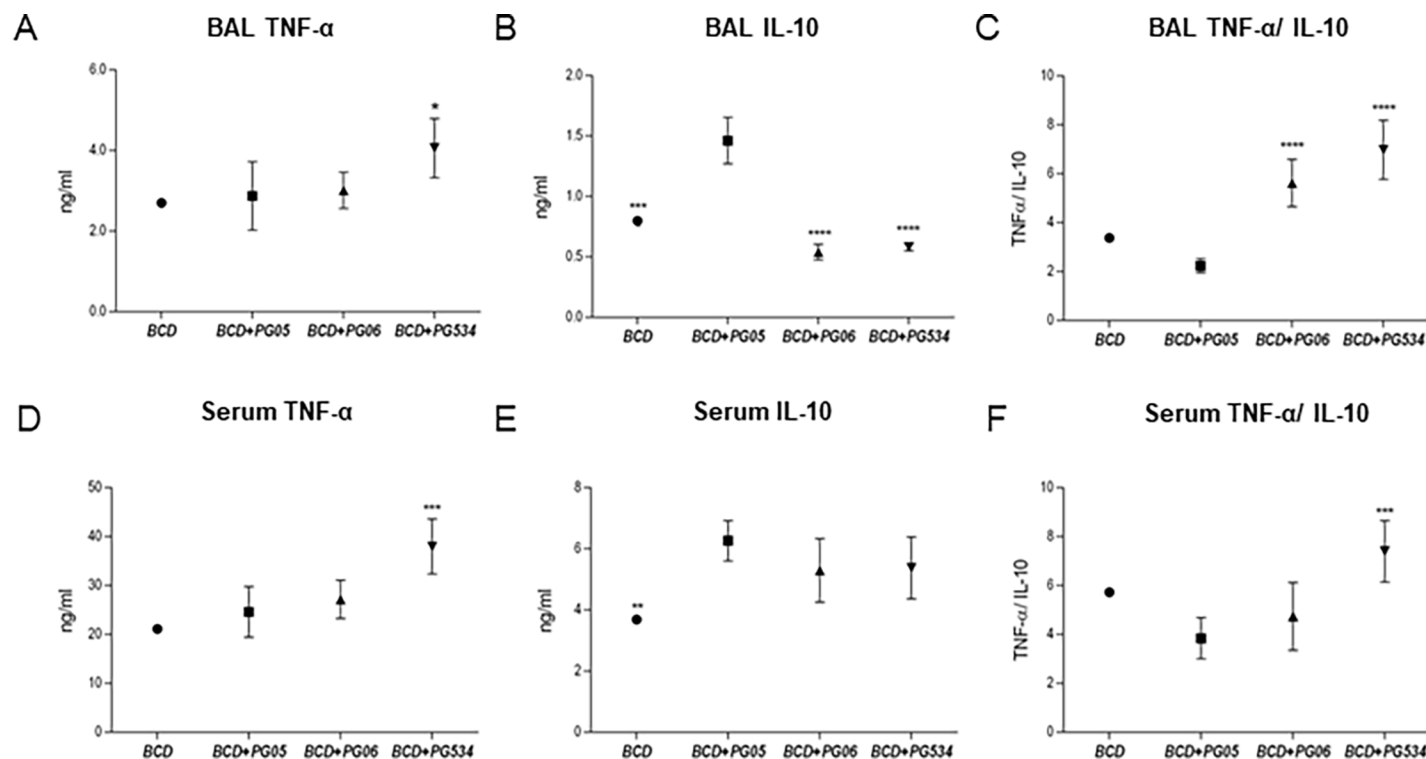 A
BAL TNF-α
6.0
4.0
2.0
0.0
ng/ml
*
BCD
BCD+PG05
BCD+PG06
BCD+PG534
B
BAL IL-10
2.0
1.5
1.0
0.5
0.0
ng/ml
***
****
****
BCD
BCD+PG05
BCD+PG06
BCD+PG534
C
BAL TNF-α/ IL-10
10
8
6
4
2
0
TNFα/ IL-10
****
****
BCD
BCD+PG05
BCD+PG06
BCD+PG534
D
Serum TNF-α
50
40
30
20
10
0
ng/ml
***
BCD
BCD+PG05
BCD+PG06
BCD+PG534
E
Serum IL-10
8
6
4
2
0
ng/ml
**
BCD
BCD+PG05
BCD+PG06
BCD+PG534
F
Serum TNF-α/ IL-10
10
8
6
4
2
0
TNF-α/ IL-10
***
BCD
BCD+PG05
BCD+PG06
BCD+PG534